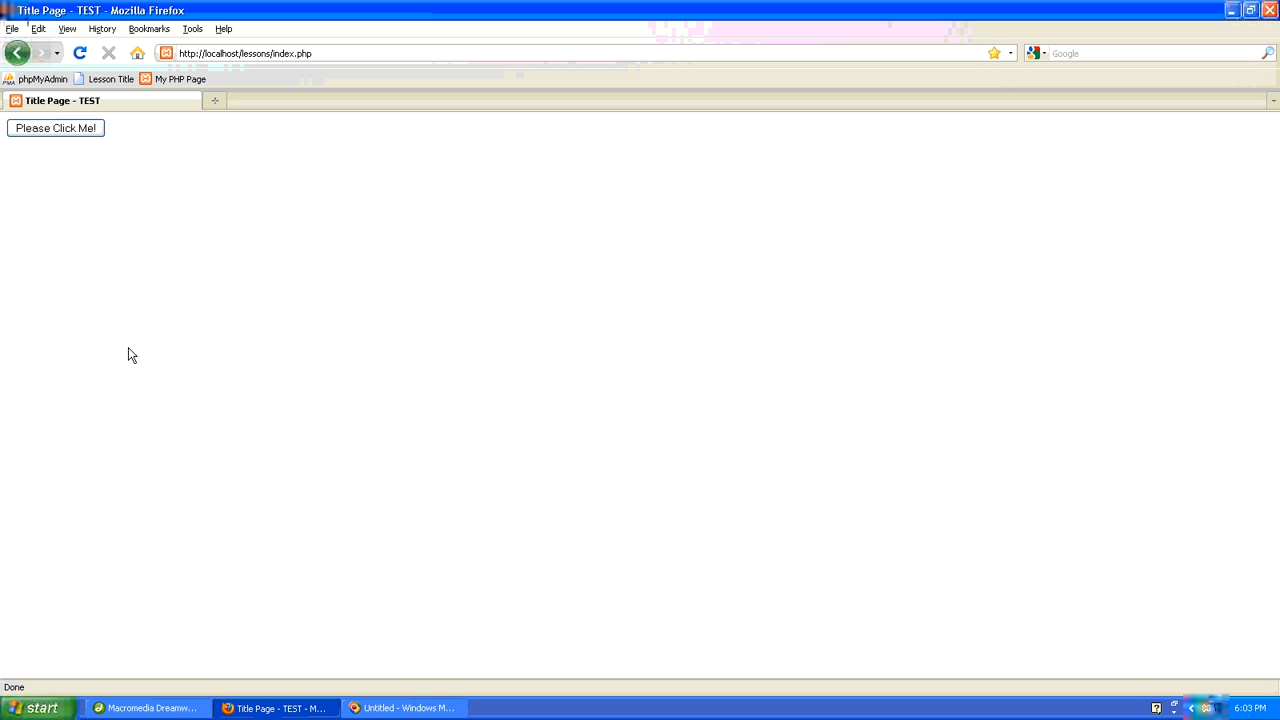 Title Page - TEST - Mozilla Firefox
File Edit View History Bookmarks Tools Help
http://localhost/lessons/index.php Google
phpMyAdmin Lesson Title My PHP Page
Title Page - TEST
Please Click Me!
Done
start Macromedia Dreamw... Title Page - TEST - M... Untitled - Windows M... 6:03 PM